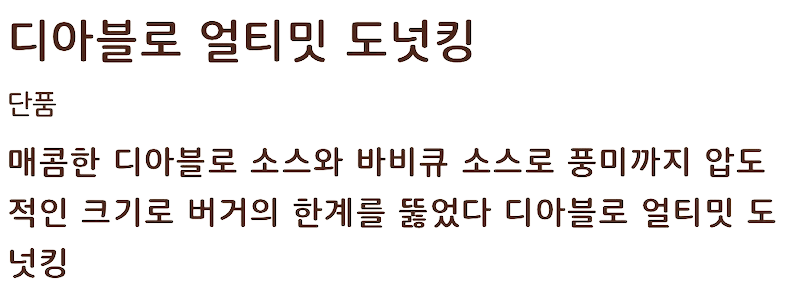 디아블로 얼티밋 도넛킹
단품
매콤한 디아블로 소스와 바비큐 소스로 풍미까지 압도
적인 크기로 버거의 한계를 뚫었다 디아블로 얼티밋 도
넛킹